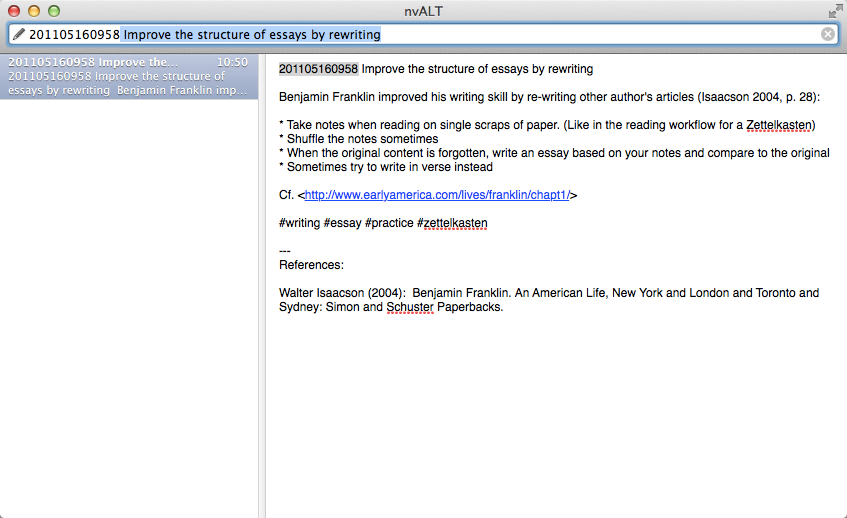 nvALT
201105160958 Improve the structure of essays by rewriting
201105160958 Improve the... 10:50
201105160958 Improve the structure of
essays by rewriting Benjamin Franklin imp...
201105160958 Improve the structure of essays by rewriting
Benjamin Franklin improved his writing skill by re-writing other author's articles (Isaacson 2004, p. 28):
* Take notes when reading on single scraps of paper. (Like in the reading workflow for a Zettelkasten)
* Shuffle the notes sometimes
* When the original content is forgotten, write an essay based on your notes and compare to the original
* Sometimes try to write in verse instead
Cf. <http://www.earlyamerica.com/lives/franklin/chapt1/>
#writing #essay #practice #zettelkasten
---
References:
Walter Isaacson (2004):  Benjamin Franklin. An American Life, New York and London and Toronto and
Sydney: Simon and Schuster Paperbacks.